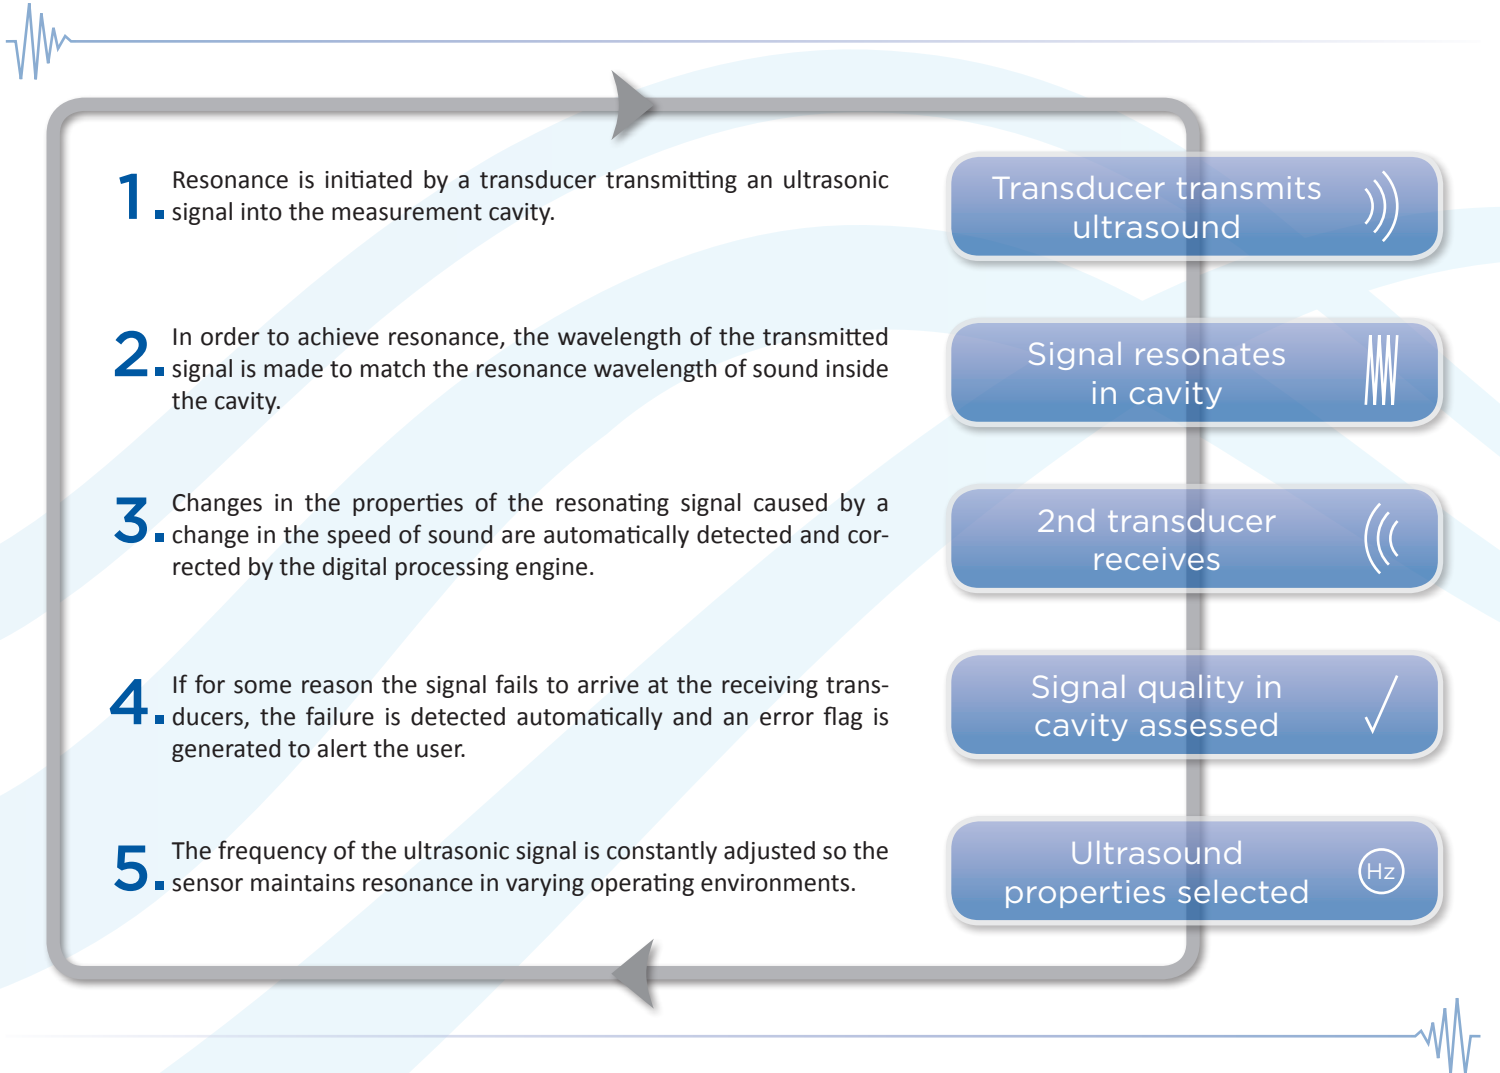 1. Resonance is initiated by a transducer transmitting an ultrasonic
signal into the measurement cavity.
Transducer transmits
ultrasound
2. In order to achieve resonance, the wavelength of the transmitted
signal is made to match the resonance wavelength of sound inside
the cavity.
Signal resonates
in cavity
3. Changes in the properties of the resonating signal caused by a
change in the speed of sound are automatically detected and cor-
rected by the digital processing engine.
2nd transducer
receives
4. If for some reason the signal fails to arrive at the receiving trans-
ducers, the failure is detected automatically and an error flag is
generated to alert the user.
Signal quality in
cavity assessed
5. The frequency of the ultrasonic signal is constantly adjusted so the
sensor maintains resonance in varying operating environments.
Ultrasound
properties selected
Hz